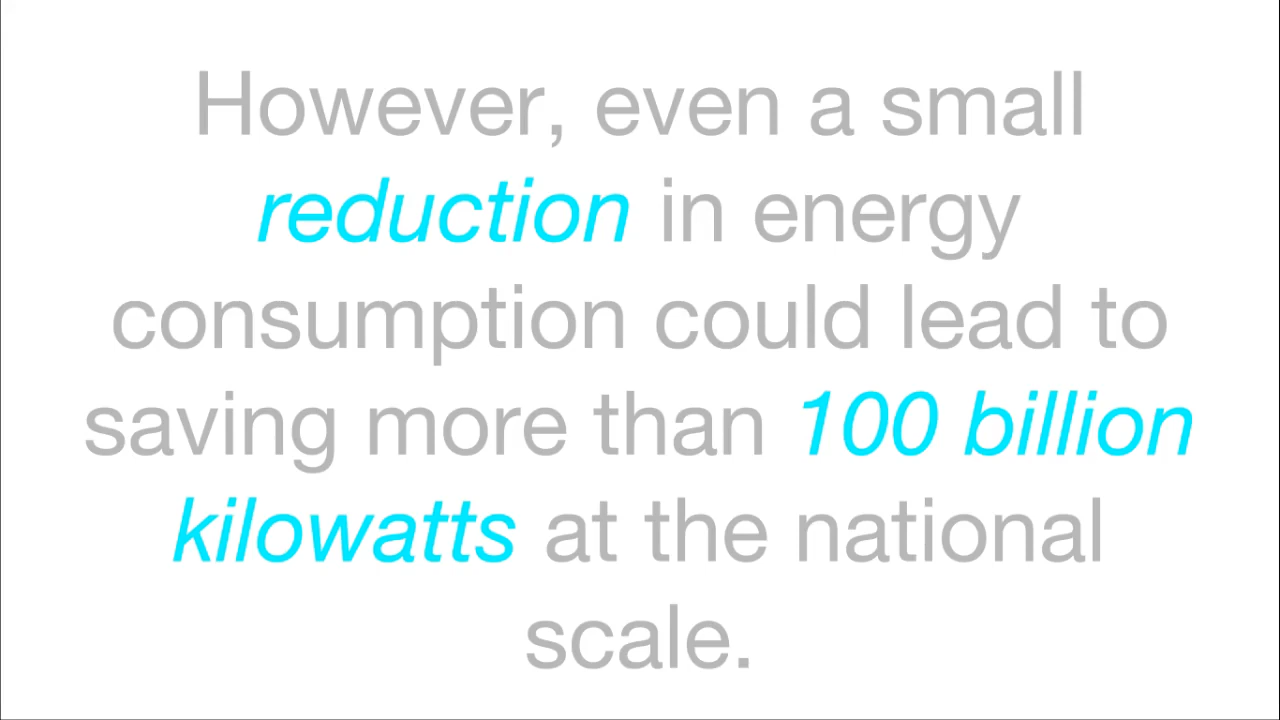 However, even a small
reduction in energy
consumption could lead to
saving more than 100 billion
kilowatts at the national
scale.